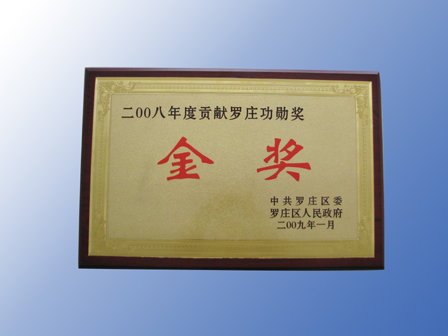 二00八年度贡献罗庄功勋奖
金奖
中共罗庄区委
罗庄区人民政府
二00九年一月